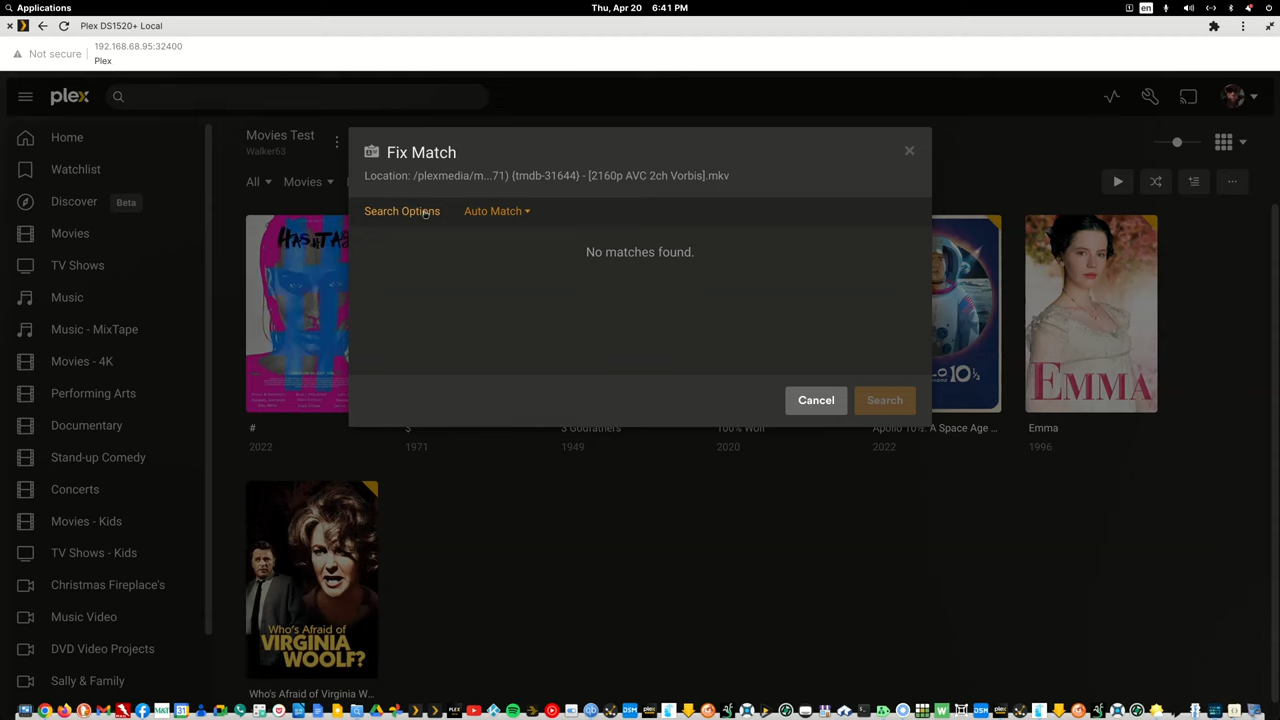 Applications
Thu, Apr 20 6:41 PM
1
en
Plex DS1520+ Local
Not secure
192.168.68.95:32400
Plex
plex
Home
Watchlist
Discover
Beta
Movies
TV Shows
Music
Music - MixTape
Movies - 4K
Performing Arts
Documentary
Stand-up Comedy
Concerts
Movies - Kids
TV Shows - Kids
Christmas Fireplace's
Music Video
DVD Video Projects
Sally & Family
Movies Test
Walker63
All
Movies
Fix Match
Location: /plexmedia/m...71) {tmdb-31644} - [2160p AVC 2ch Vorbis].mkv
Search Options
Auto Match
No matches found.
Cancel
Search
EMMA
#
2022
$
1971
3 Godfathers
1949
100% Wolf
2020
Apollo 10½: A Space Age ...
2022
Emma
1996
Who's Afraid of
VIRGINIA
WOOLF?
Who's Afraid of Virginia W...